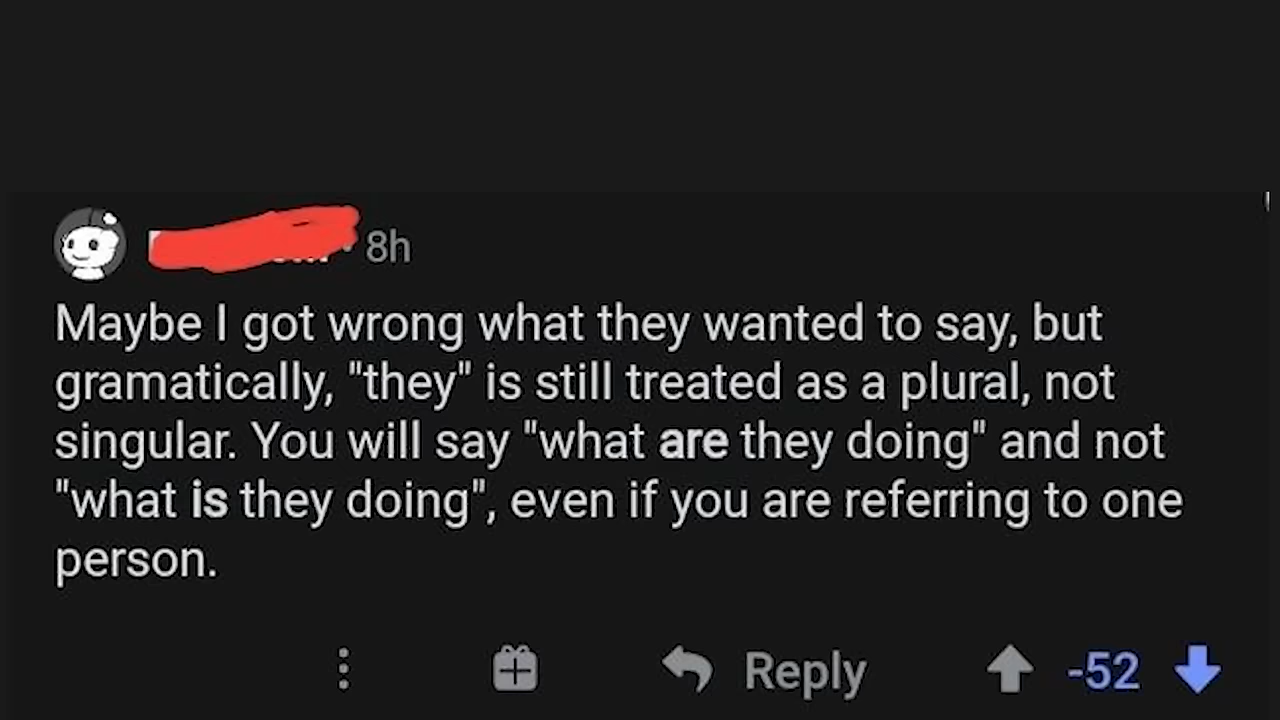 8h
Maybe I got wrong what they wanted to say, but
gramatically, "they" is still treated as a plural, not
singular. You will say "what are they doing" and not
"what is they doing", even if you are referring to one
person.
Reply -52